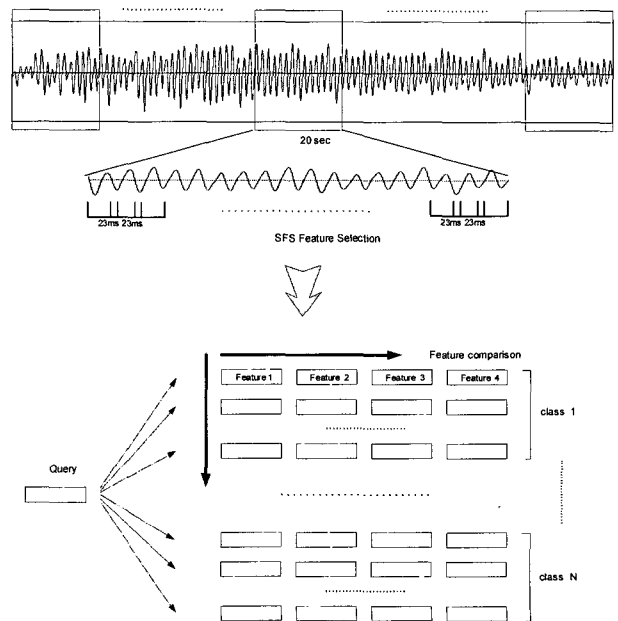 20 sec
23ms 23ms
23ms 23ms
SFS Feature Selection
Feature comparison
Feature 1 Feature 2 Feature 3 Feature 4
class 1
Query
class N